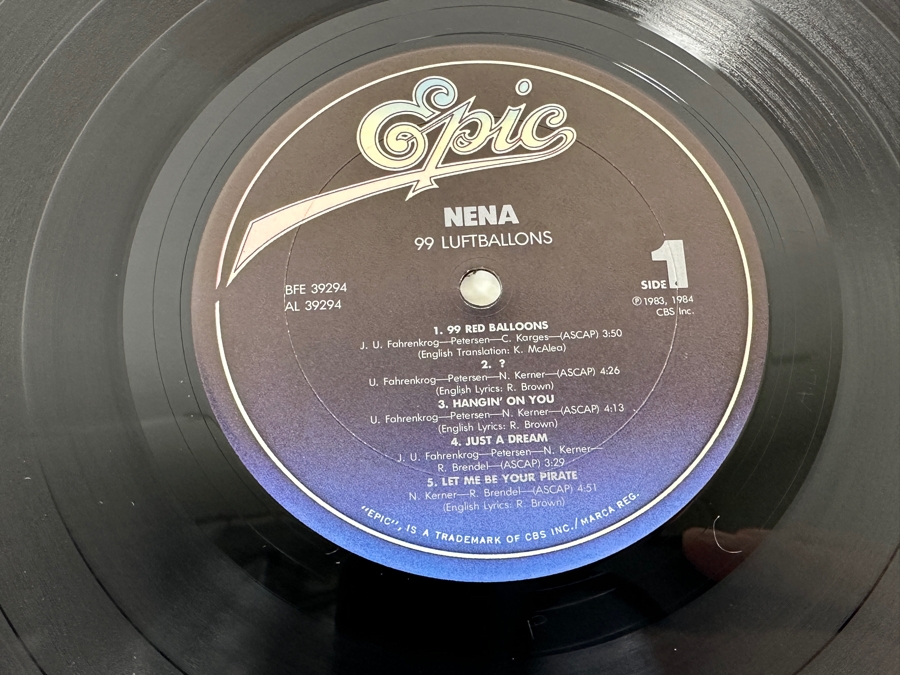 Epic
NENA
99 LUFTBALLONS
BFE 39294
AL 39294
SIDE 1
℗ 1983, 1984
CBS Inc.
1. 99 RED BALLOONS
J. U. Fahrenkrog—Petersen—C. Karges—(ASCAP) 3:50
(English Translation: K. McAlea)
2. ?
U. Fahrenkrog—Petersen—N. Kerner—(ASCAP) 4:26
(English Lyrics: R. Brown)
3. HANGIN' ON YOU
U. Fahrenkrog—Petersen—N. Kerner—(ASCAP) 4:13
(English Lyrics: R. Brown)
4. JUST A DREAM
J. U. Fahrenkrog—Petersen—N. Kerner—
R. Brendel—(ASCAP) 3:29
5. LET ME BE YOUR PIRATE
N. Kerner—R. Brendel—(ASCAP) 4:51
(English Lyrics: R. Brown)
"EPIC", IS A TRADEMARK OF CBS INC./MARCA REG.